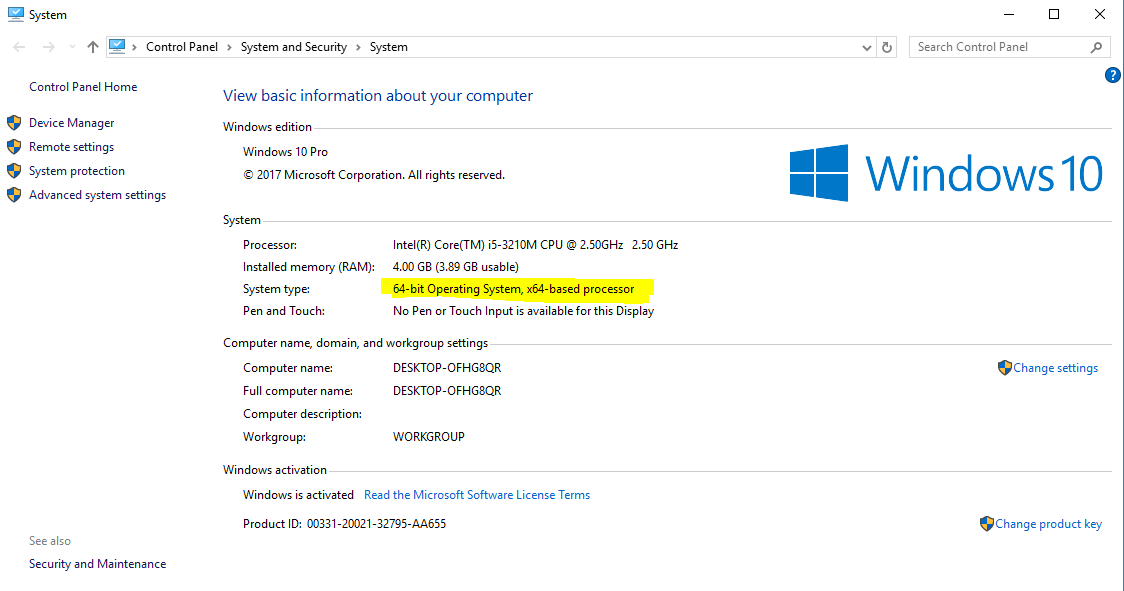 System
Control Panel > System and Security > System
Search Control Panel
?
Control Panel Home
Device Manager
Remote settings
System protection
Advanced system settings
See also
Security and Maintenance
View basic information about your computer
Windows edition
Windows 10 Pro
© 2017 Microsoft Corporation. All rights reserved.
Windows 10
System
Processor: Intel(R) Core(TM) i5-3210M CPU @ 2.50GHz 2.50 GHz
Installed memory (RAM): 4.00 GB (3.89 GB usable)
System type: 64-bit Operating System, x64-based processor
Pen and Touch: No Pen or Touch Input is available for this Display
Computer name, domain, and workgroup settings
Computer name: DESKTOP-OFHG8QR
Change settings
Full computer name: DESKTOP-OFHG8QR
Computer description:
Workgroup: WORKGROUP
Windows activation
Windows is activated Read the Microsoft Software License Terms
Product ID: 00331-20021-32795-AA655
Change product key